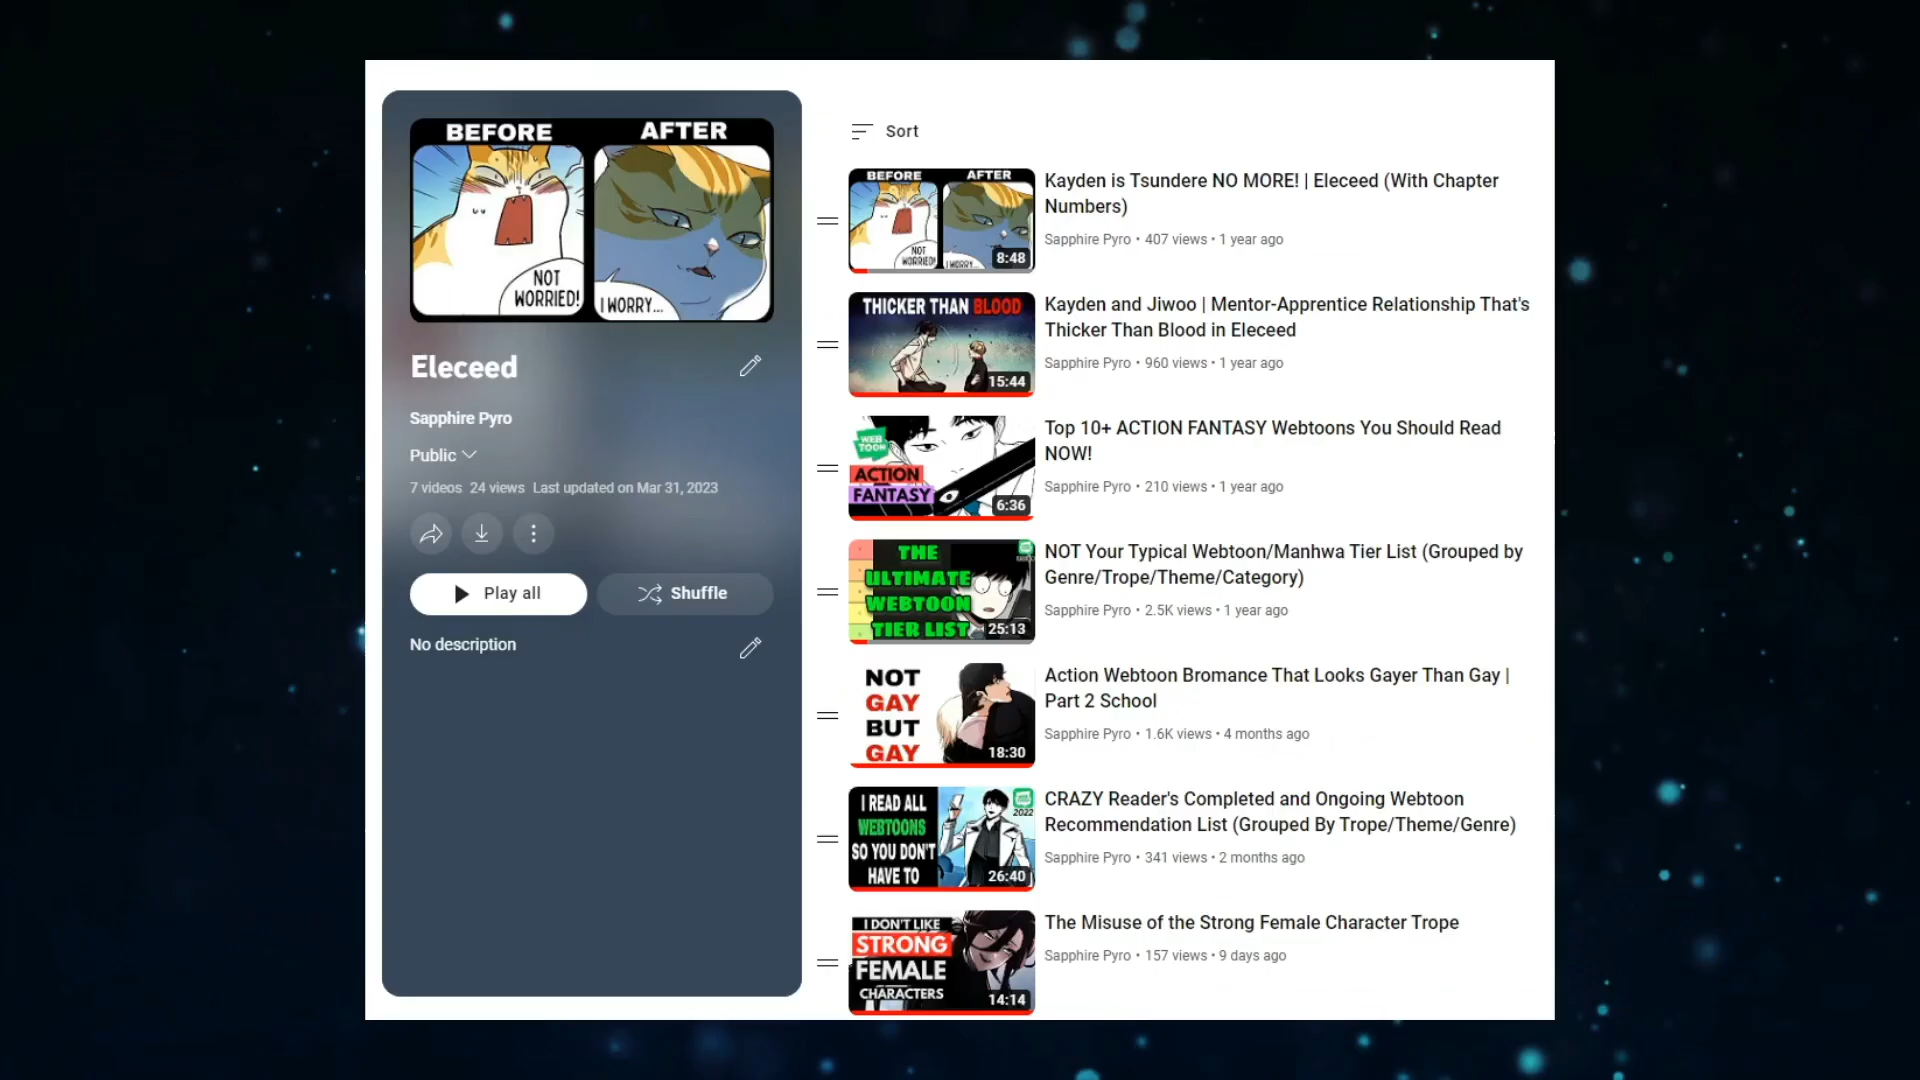 BEFORE AFTER
NOT
WORRIED!
I WORRY...
Eleceed
Sapphire Pyro
Public
7 videos 24 views Last updated on Mar 31, 2023
Play all
Shuffle
No description
Sort
BEFORE AFTER
NOT
WORRIED!
I WORRY...
8:48
Kayden is Tsundere NO MORE! | Eleceed (With Chapter
Numbers)
Sapphire Pyro • 407 views • 1 year ago
THICKER THAN BLOOD
15:44
Kayden and Jiwoo | Mentor-Apprentice Relationship That's
Thicker Than Blood in Eleceed
Sapphire Pyro • 960 views • 1 year ago
WEB
TOON
ACTION
FANTASY
6:36
Top 10+ ACTION FANTASY Webtoons You Should Read
NOW!
Sapphire Pyro • 210 views • 1 year ago
THE
ULTIMATE
WEBTOON
TIER LIST
25:13
NOT Your Typical Webtoon/Manhwa Tier List (Grouped by
Genre/Trope/Theme/Category)
Sapphire Pyro • 2.5K views • 1 year ago
NOT
GAY
BUT
GAY
18:30
Action Webtoon Bromance That Looks Gayer Than Gay |
Part 2 School
Sapphire Pyro • 1.6K views • 4 months ago
I READ ALL
WEBTOONS
SO YOU DON'T
HAVE TO
2022
26:40
CRAZY Reader's Completed and Ongoing Webtoon
Recommendation List (Grouped By Trope/Theme/Genre)
Sapphire Pyro • 341 views • 2 months ago
I DON'T LIKE
STRONG
FEMALE
CHARACTERS
14:14
The Misuse of the Strong Female Character Trope
Sapphire Pyro • 157 views • 9 days ago